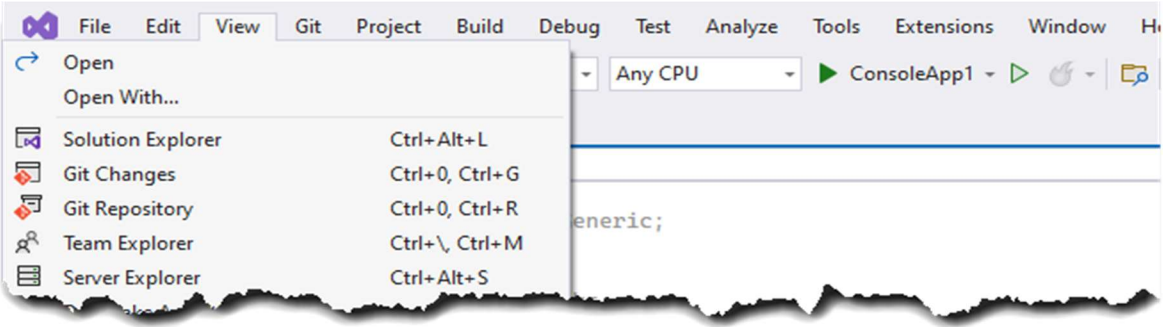 File Edit View Git Project Build Debug Test Analyze Tools Extensions Window
Open
Any CPU ConsoleApp1
Open With...
Solution Explorer Ctrl+Alt+L
Git Changes Ctrl+0, Ctrl+G
Git Repository Ctrl+0, Ctrl+R
eneric;
Team Explorer Ctrl+\, Ctrl+M
Server Explorer Ctrl+Alt+S